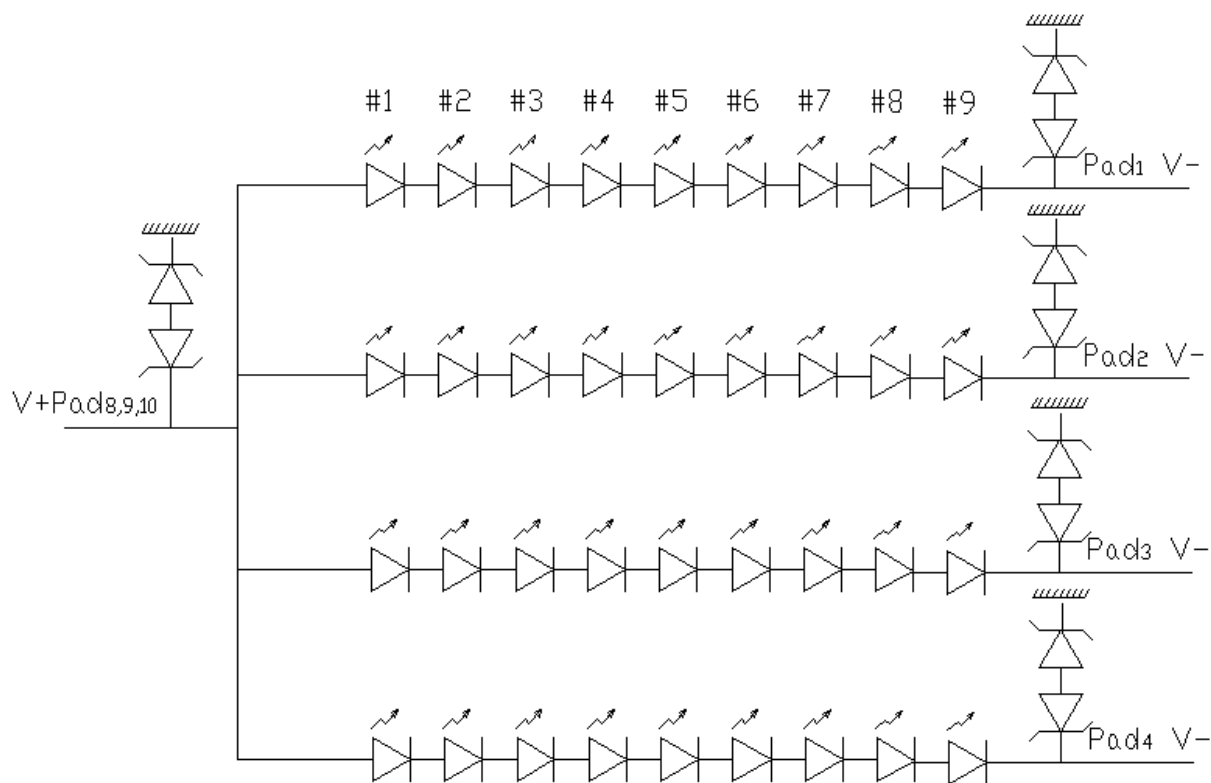 #1 #2 #3 #4 #5 #6 #7 #8 #9
Pad1 V-
Pad2 V-
V+Pad8,9,10
Pad3 V-
Pad4 V-